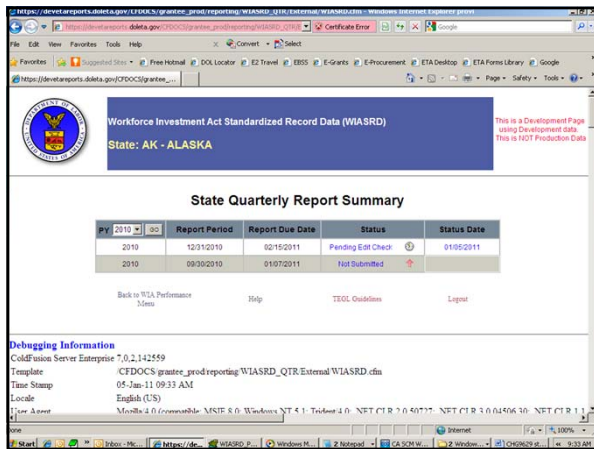 https://devetareports.doleta.gov/CFDOCS/grantee_prod/reporting/WIASRD_QTR/External/WIASRD.cfm - Windows Internet Explorer provi
https://devetareports.doleta.gov/CFDOCS/grantee_prod/reporting/WIASRD_QTR/E Certificate Error Google
File Edit View Favorites Tools Help Convert Select
Favorites Suggested Sites Free Hotmail DOL Locator E2 Travel EBSS E-Grants E-Procurement ETA Desktop ETA Forms Library Google
https://devetareports.doleta.gov/CFDOCS/grantee_... Page Safety Tools
Workforce Investment Act Standardized Record
Data (WIASRD)
State: AK - ALASKA
This is a Development Page
using Development data.
This is NOT Production Data
State Quarterly Report Summary
PY 2010 GO Report Period Report Due Date Status Status Date
2010 12/31/2010 02/15/2011 Pending Edit Check 01/05/2011
2010 09/30/2010 01/07/2011 Not Submitted
Back to WIA Performance
Menu
Help TEGL Guidelines Logout
Debugging Information
ColdFusion Server Enterprise 7,0,2,142559
Template /CFDOCS/grantee_prod/reporting/WIASRD_QTR/External/WIASRD.cfm
Time Stamp 05-Jan-11 09:33 AM
Locale English (US)
User Agent Mozilla/4.0 (compatible; MSIE 8.0; Windows NT 5.1; Trident/4.0; .NET CLR 2.0.50727; .NET CLR 3.0.04506.30; .NET CLR 1.1
Internet 100%
Start Inbox - Mic... https://de... WIASRD_P... Windows M... 2 Notepad CA SCM W... 2 Window... CHG9629 st... 9:33 AM